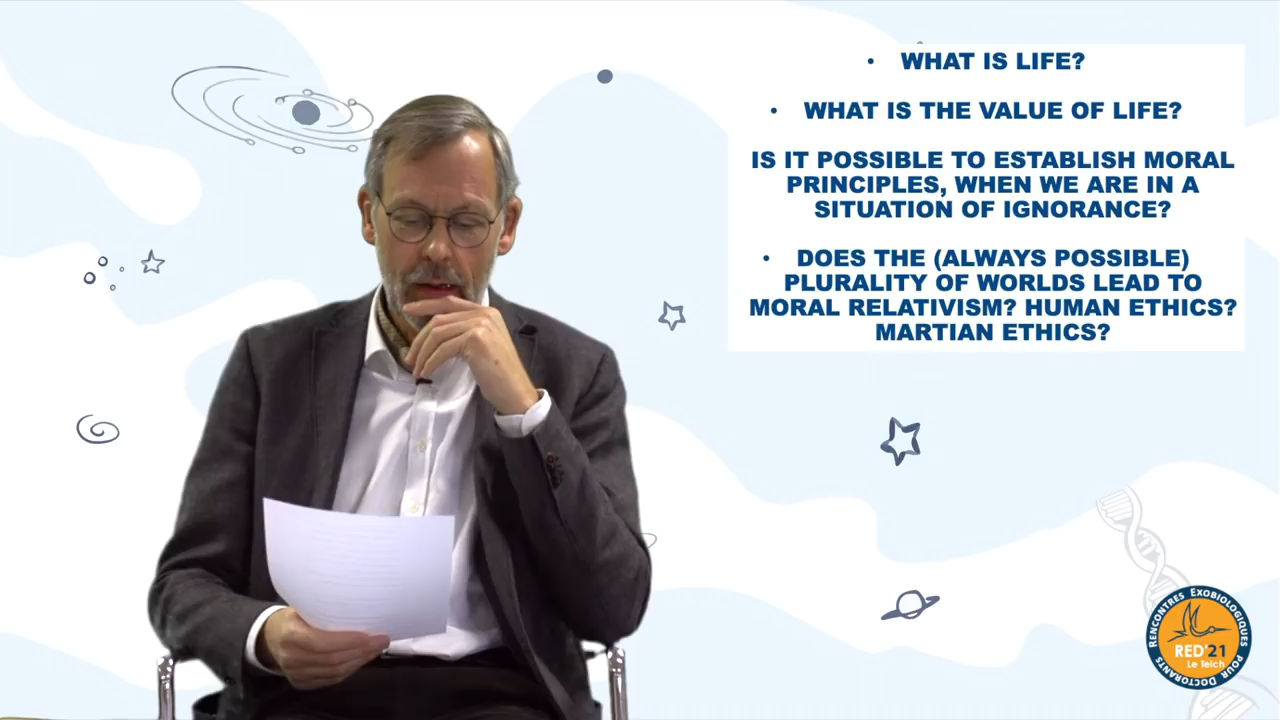 • WHAT IS LIFE?
• WHAT IS THE VALUE OF LIFE?
IS IT POSSIBLE TO ESTABLISH MORAL
PRINCIPLES, WHEN WE ARE IN A
SITUATION OF IGNORANCE?
• DOES THE (ALWAYS POSSIBLE)
PLURALITY OF WORLDS LEAD TO
MORAL RELATIVISM? HUMAN ETHICS?
MARTIAN ETHICS?
RENCONTRES EXOBIOLOGIQUES
POUR DOCTORANTS
RED'21
Le Teich